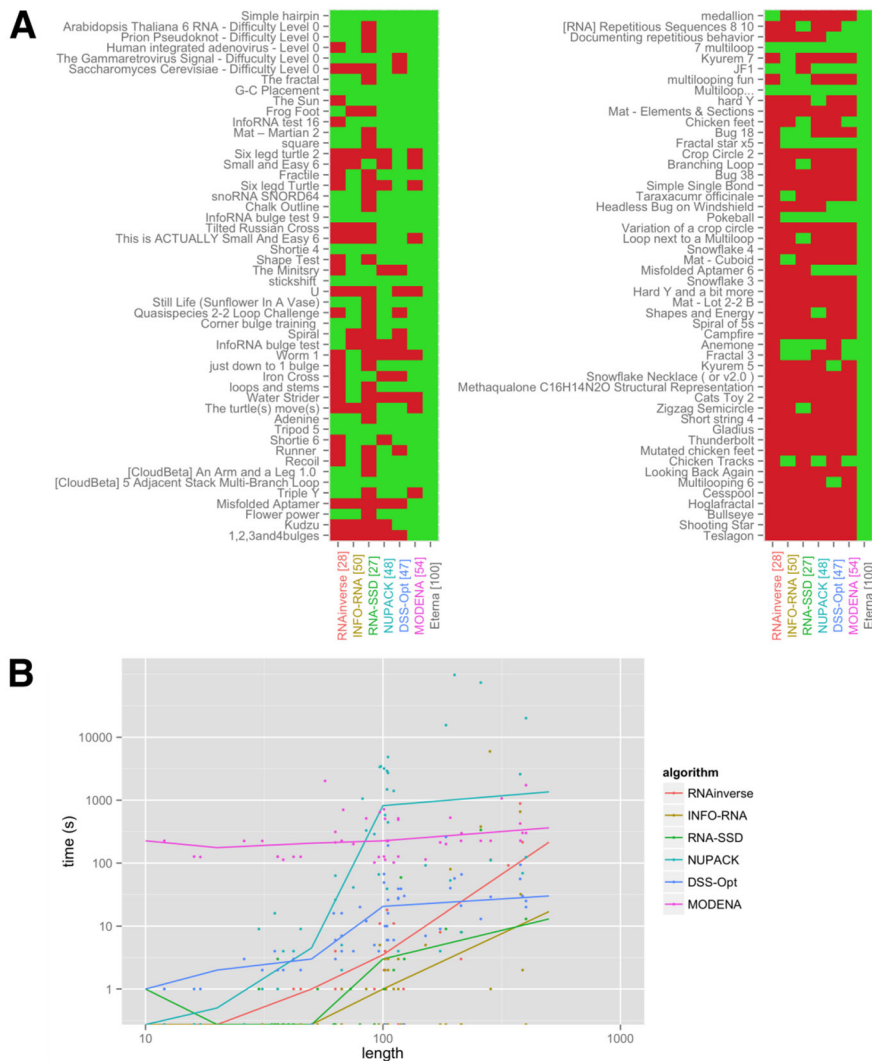 A
Simple hairpin
Arabidopsis Thaliana 6 RNA - Difficulty Level 0
Prion Pseudoknot - Difficulty Level 0
Human integrated adenovirus - Level 0
The Gammaretrovirus Signal - Difficulty Level 0
Saccharomyces Cerevisiae - Difficulty Level 0
The fractal
G-C Placement
The Sun
Frog Foot
InfoRNA test 16
Mat – Martian 2
square
Six legd turtle 2
Small and Easy 6
Fractile
Six legd Turtle
snoRNA SNORD64
Chalk Outline
InfoRNA bulge test 9
Tilted Russian Cross
This is ACTUALLY Small And Easy 6
Shortie 4
Shape Test
The Minitsry
stickshift
U
Still Life (Sunflower In A Vase)
Quasispecies 2-2 Loop Challenge
Corner bulge training
Spiral
InfoRNA bulge test
Worm 1
just down to 1 bulge
Iron Cross
loops and stems
Water Strider
The turtle(s) move(s)
Adenine
Tripod 5
Shortie 6
Runner
Recoil
[CloudBeta] An Arm and a Leg 1.0
[CloudBeta] 5 Adjacent Stack Multi-Branch Loop
Triple Y
Misfolded Aptamer
Flower power
Kudzu
1,2,3and4bulges
RNAinverse [28]
INFO-RNA [50]
RNA-SSD [27]
NUPACK [48]
DSS-Opt [47]
MODENA [54]
Eterna [100]
medallion
[RNA] Repetitious Sequences 8 10
Documenting repetitious behavior
7 multiloop
Kyurem 7
JF1
multilooping fun
Multiloop...
hard Y
Mat - Elements & Sections
Chicken feet
Bug 18
Fractal star x5
Crop Circle 2
Branching Loop
Bug 38
Simple Single Bond
Taraxacumr officinale
Headless Bug on Windshield
Pokeball
Variation of a crop circle
Loop next to a Multiloop
Snowflake 4
Mat - Cuboid
Misfolded Aptamer 6
Snowflake 3
Hard Y and a bit more
Mat - Lot 2-2 B
Shapes and Energy
Spiral of 5s
Campfire
Anemone
Fractal 3
Kyurem 5
Snowflake Necklace ( or v2.0 )
Methaqualone C16H14N2O Structural Representation
Cats Toy 2
Zigzag Semicircle
Short string 4
Gladius
Thunderbolt
Mutated chicken feet
Chicken Tracks
Looking Back Again
Multilooping 6
Cesspool
Hoglafractal
Bullseye
Shooting Star
Teslagon
RNAinverse [28]
INFO-RNA [50]
RNA-SSD [27]
NUPACK [48]
DSS-Opt [47]
MODENA [54]
Eterna [100]
B
10000
1000
100
10
1
time (s)
10
100
1000
length
algorithm
RNAinverse
INFO-RNA
RNA-SSD
NUPACK
DSS-Opt
MODENA